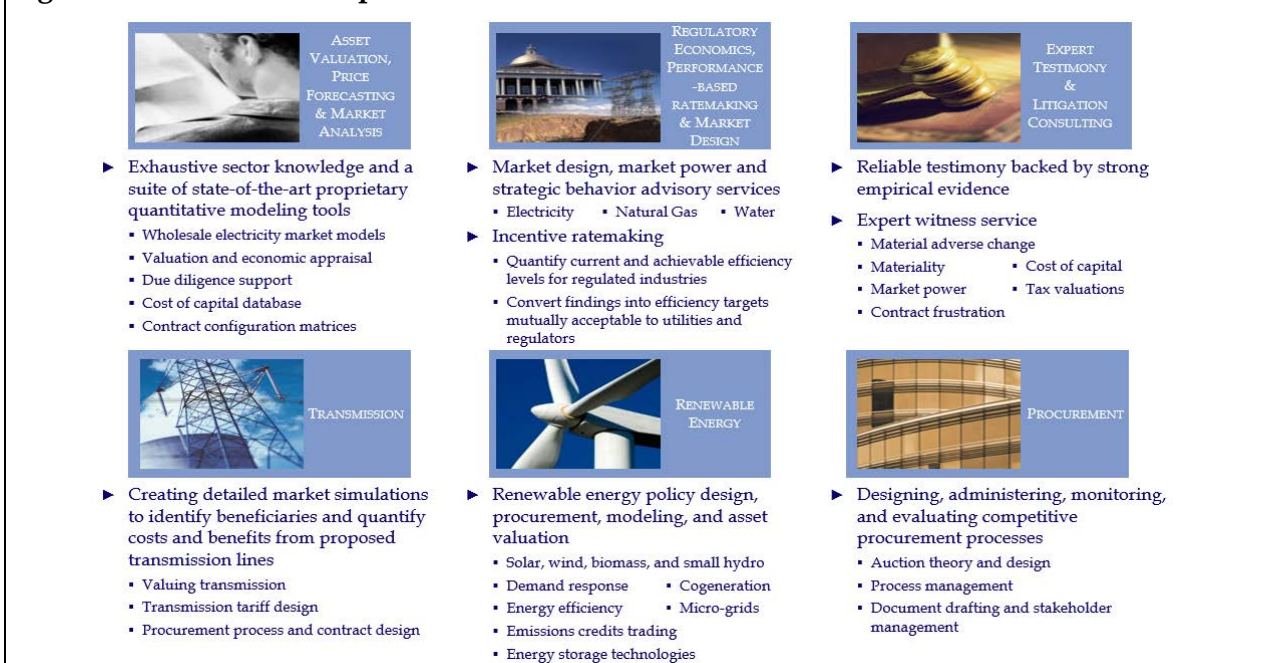 ASSET
VALUATION,
PRICE
FORECASTING
& MARKET
ANALYSIS
► Exhaustive sector knowledge and a
suite of state-of-the-art proprietary
quantitative modeling tools
▪ Wholesale electricity market models
▪ Valuation and economic appraisal
▪ Due diligence support
▪ Cost of capital database
▪ Contract configuration matrices
REGULATORY
ECONOMICS,
PERFORMANCE
-BASED
RATEMAKING
& MARKET
DESIGN
► Market design, market power and
strategic behavior advisory services
▪ Electricity ▪ Natural Gas ▪ Water
► Incentive ratemaking
▪ Quantify current and achievable efficiency
levels for regulated industries
▪ Convert findings into efficiency targets
mutually acceptable to utilities and
regulators
EXPERT
TESTIMONY
&
LITIGATION
CONSULTING
► Reliable testimony backed by strong
empirical evidence
► Expert witness service
▪ Material adverse change
▪ Materiality ▪ Cost of capital
▪ Market power ▪ Tax valuations
▪ Contract frustration
TRANSMISSION
► Creating detailed market simulations
to identify beneficiaries and quantify
costs and benefits from proposed
transmission lines
▪ Valuing transmission
▪ Transmission tariff design
▪ Procurement process and contract design
RENEWABLE
ENERGY
► Renewable energy policy design,
procurement, modeling, and asset
valuation
▪ Solar, wind, biomass, and small hydro
▪ Demand response ▪ Cogeneration
▪ Energy efficiency ▪ Micro-grids
▪ Emissions credits trading
▪ Energy storage technologies
PROCUREMENT
► Designing, administering, monitoring,
and evaluating competitive
procurement processes
▪ Auction theory and design
▪ Process management
▪ Document drafting and stakeholder
management